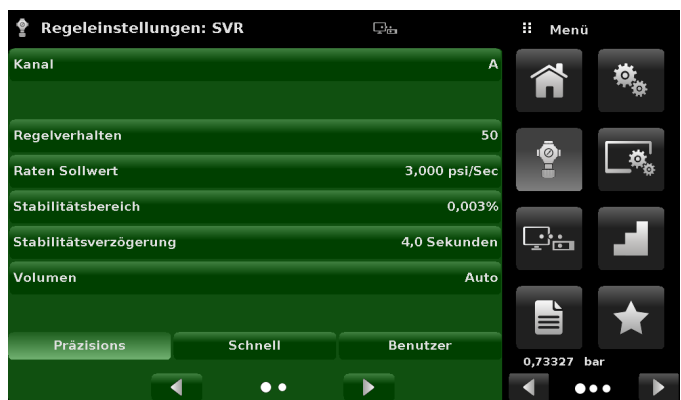 Regeleinstellungen: SVR
Menü
Kanal A
Regelverhalten 50
Raten Sollwert 3,000 psi/Sec
Stabilitätsbereich 0,003%
Stabilitätsverzögerung 4,0 Sekunden
Volumen Auto
Präzisions Schnell Benutzer
0,73327 bar